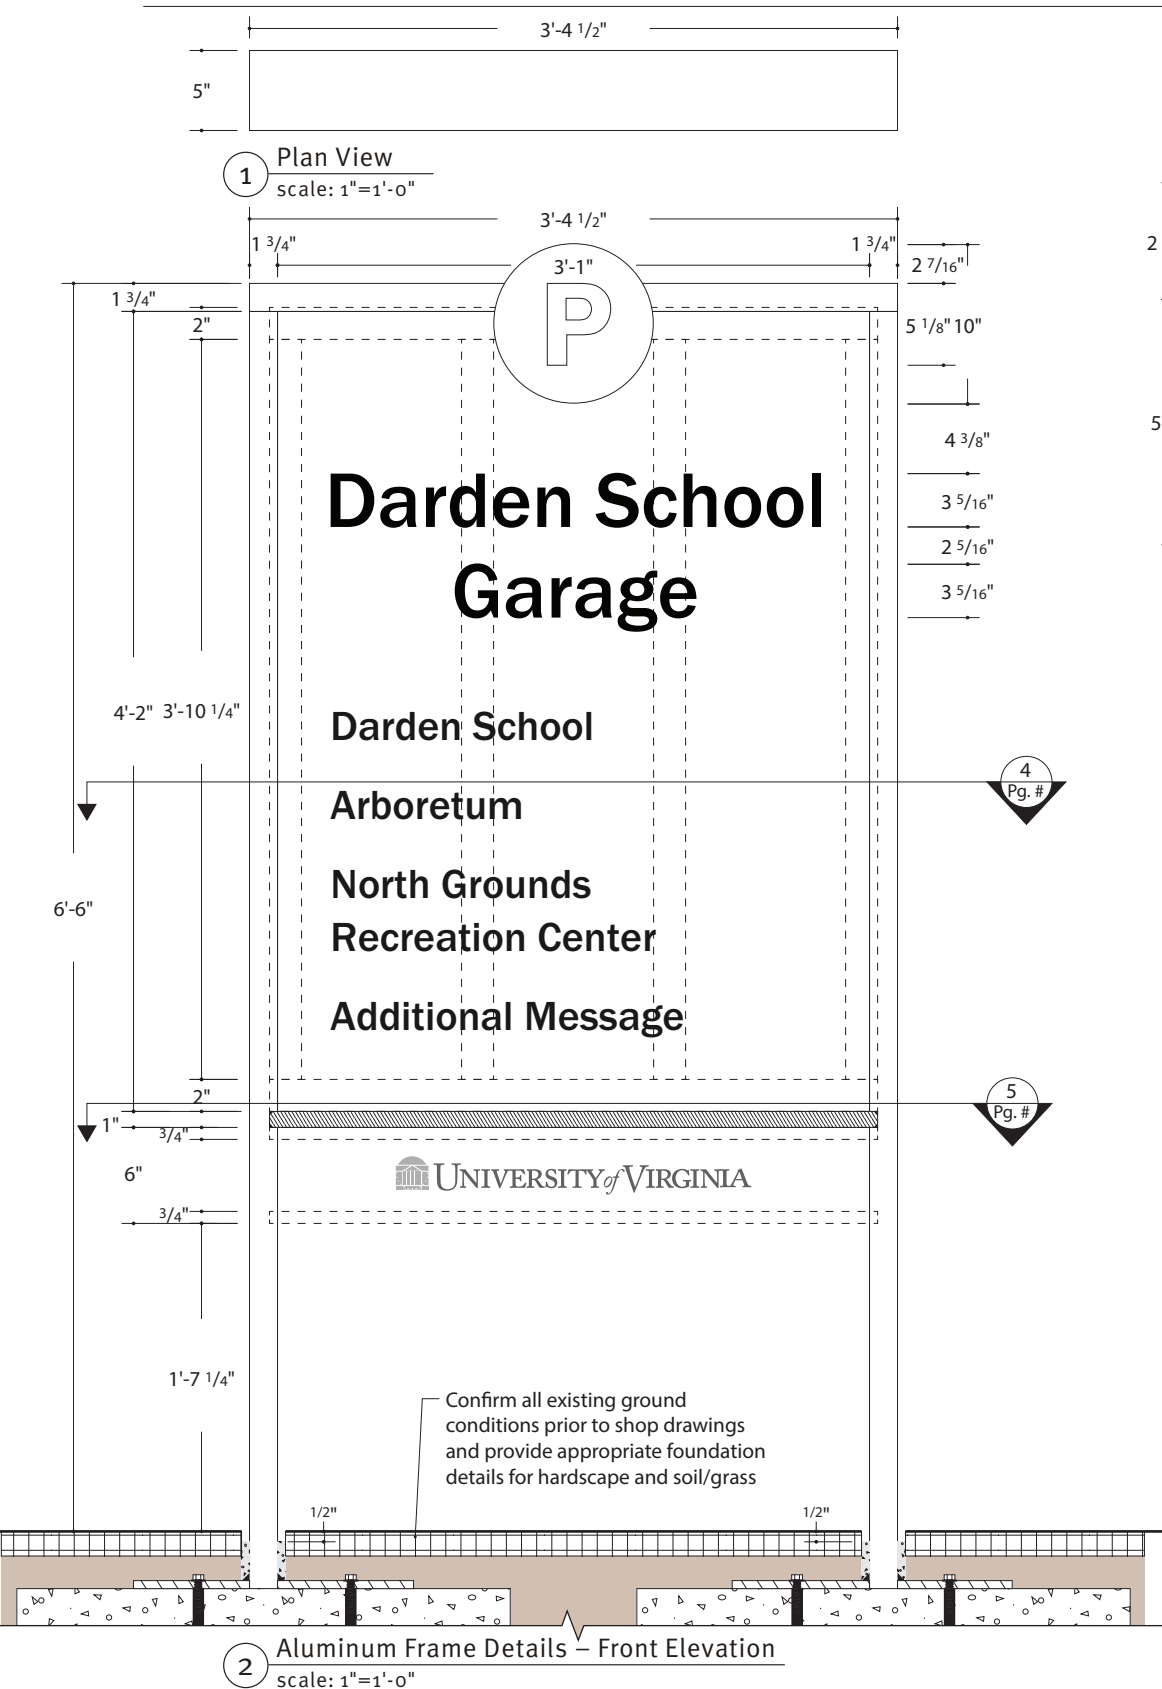 3'-4 1/2"
5"
1
Plan View
scale: 1"=1'-0"
3'-4 1/2"
1 3/4"
1 3/4"
3'-1"
2 7/16"
2
1 3/4"
2"
P
5 1/8" 10"
5
4 3/8"
3 5/16"
2 5/16"
3 5/16"
Darden School
Garage
4'-2" 3'-10 1/4"
Darden School
4
Pg. #
Arboretum
North Grounds
6'-6"
Recreation Center
Additional Message
2"
5
Pg. #
1"
3/4"
6"
UNIVERSITY of VIRGINIA
3/4"
1'-7 1/4"
Confirm all existing ground
conditions prior to shop drawings
and provide appropriate foundation
details for hardscape and soil/grass
1/2"
1/2"
2
Aluminum Frame Details – Front Elevation
scale: 1"=1'-0"